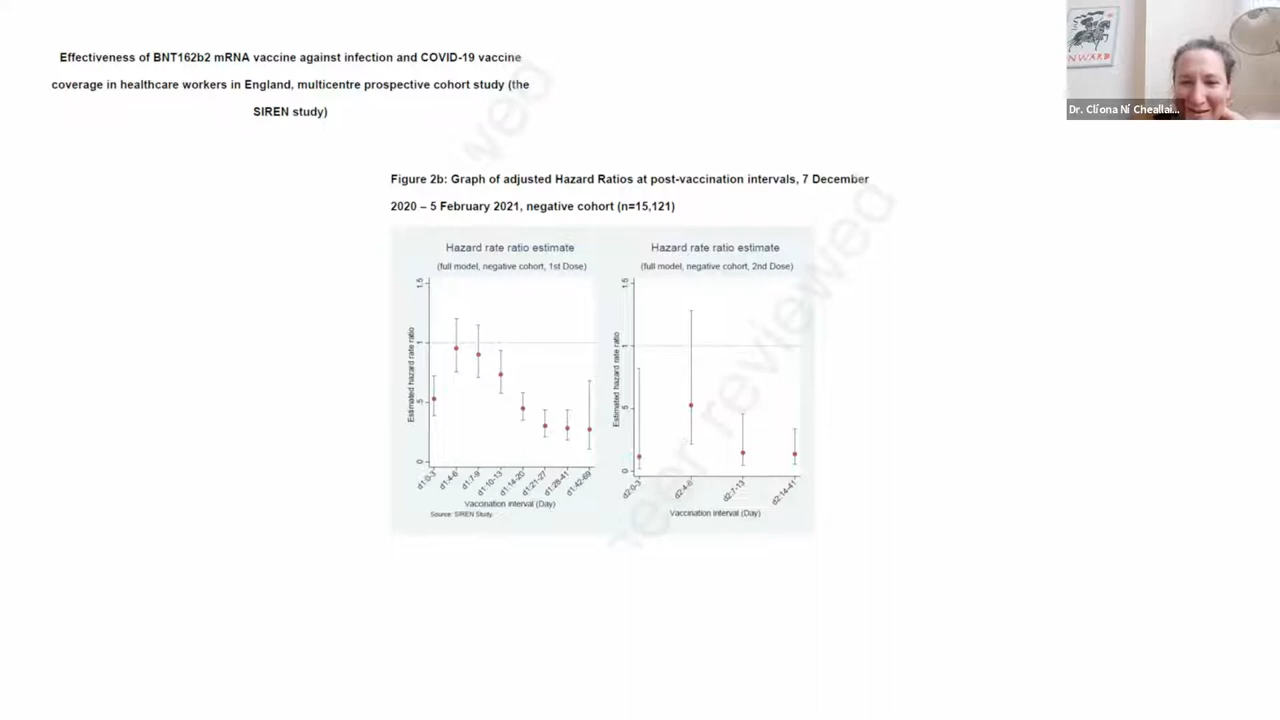 Effectiveness of BNT162b2 mRNA vaccine against infection and COVID-19 vaccine
coverage in healthcare workers in England, multicentre prospective cohort study (the
SIREN study)
NWARD
Dr. Clíona Ní Cheallai...
Figure 2b: Graph of adjusted Hazard Ratios at post-vaccination intervals, 7 December
2020 – 5 February 2021, negative cohort (n=15,121)
Hazard rate ratio estimate
(full model, negative cohort, 1st Dose)
Estimated hazard rate ratio
1.5
1
.5
0
d1:0-3
d1:4-6
d1:7-9
d1:10-13
d1:14-20
d1:21-27
d1:28-41
d1:42-69
Vaccination interval (Day)
Source: SIREN Study.
Hazard rate ratio estimate
(full model, negative cohort, 2nd Dose)
Estimated hazard rate ratio
1.5
1
.5
0
d2:0-3
d2:4-6
d2:7-13
d2:14-41
Vaccination interval (Day)
reviewed